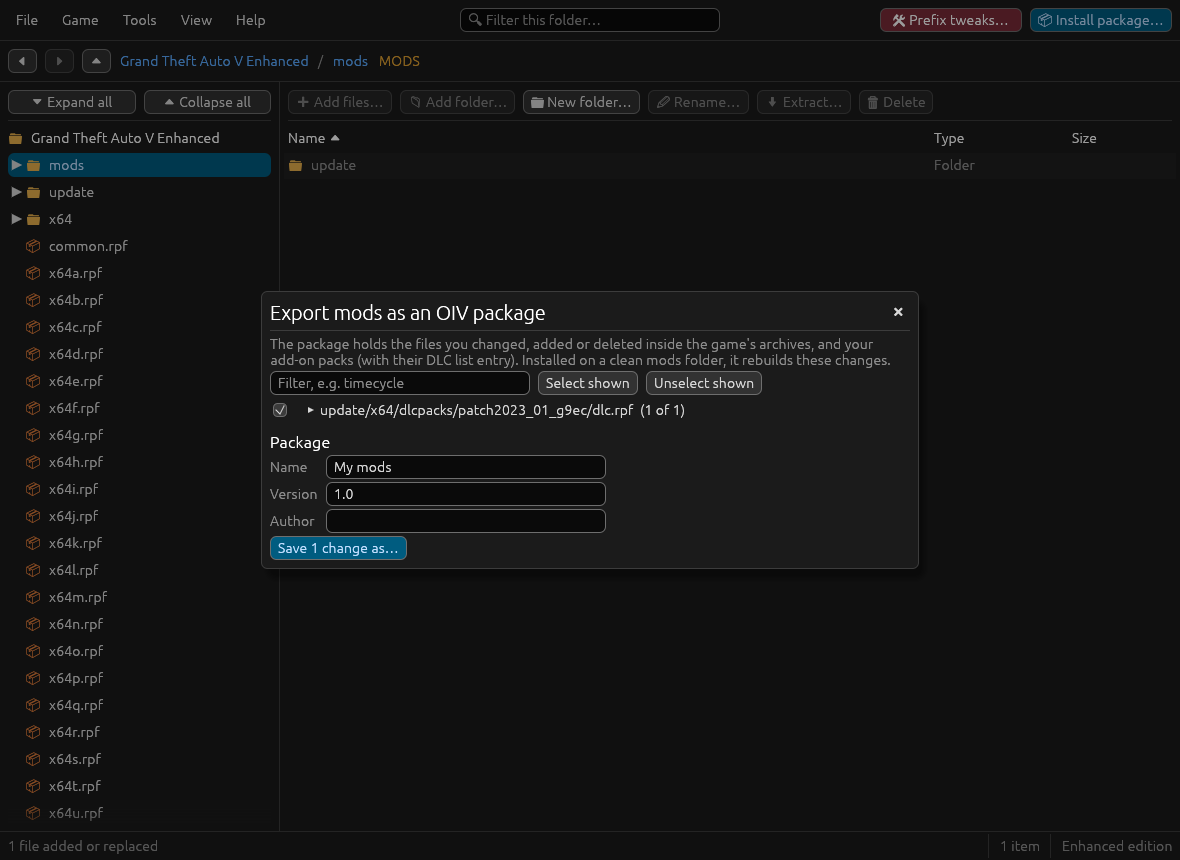 File Game Tools View Help Filter this folder... Prefix tweaks... Install package...
Grand Theft Auto V Enhanced / mods MODS
Expand all Collapse all Add files... Add folder... New folder... Rename... Extract... Delete
Grand Theft Auto V Enhanced Name Type Size
mods update Folder
update
x64
common.rpf
x64a.rpf
x64b.rpf
x64c.rpf
x64d.rpf
x64e.rpf
x64f.rpf
x64g.rpf
x64h.rpf
x64i.rpf
x64j.rpf
x64k.rpf
x64l.rpf
x64m.rpf
x64n.rpf
x64o.rpf
x64p.rpf
x64q.rpf
x64r.rpf
x64s.rpf
x64t.rpf
x64u.rpf
Export mods as an OIV package
The package holds the files you changed, added or deleted inside the game's archives, and your
add-on packs (with their DLC list entry). Installed on a clean mods folder, it rebuilds these changes.
Filter, e.g. timecycle Select shown Unselect shown
update/x64/dlcpacks/patch2023_01_g9ec/dlc.rpf (1 of 1)
Package
Name My mods
Version 1.0
Author
Save 1 change as...
1 file added or replaced 1 item Enhanced edition